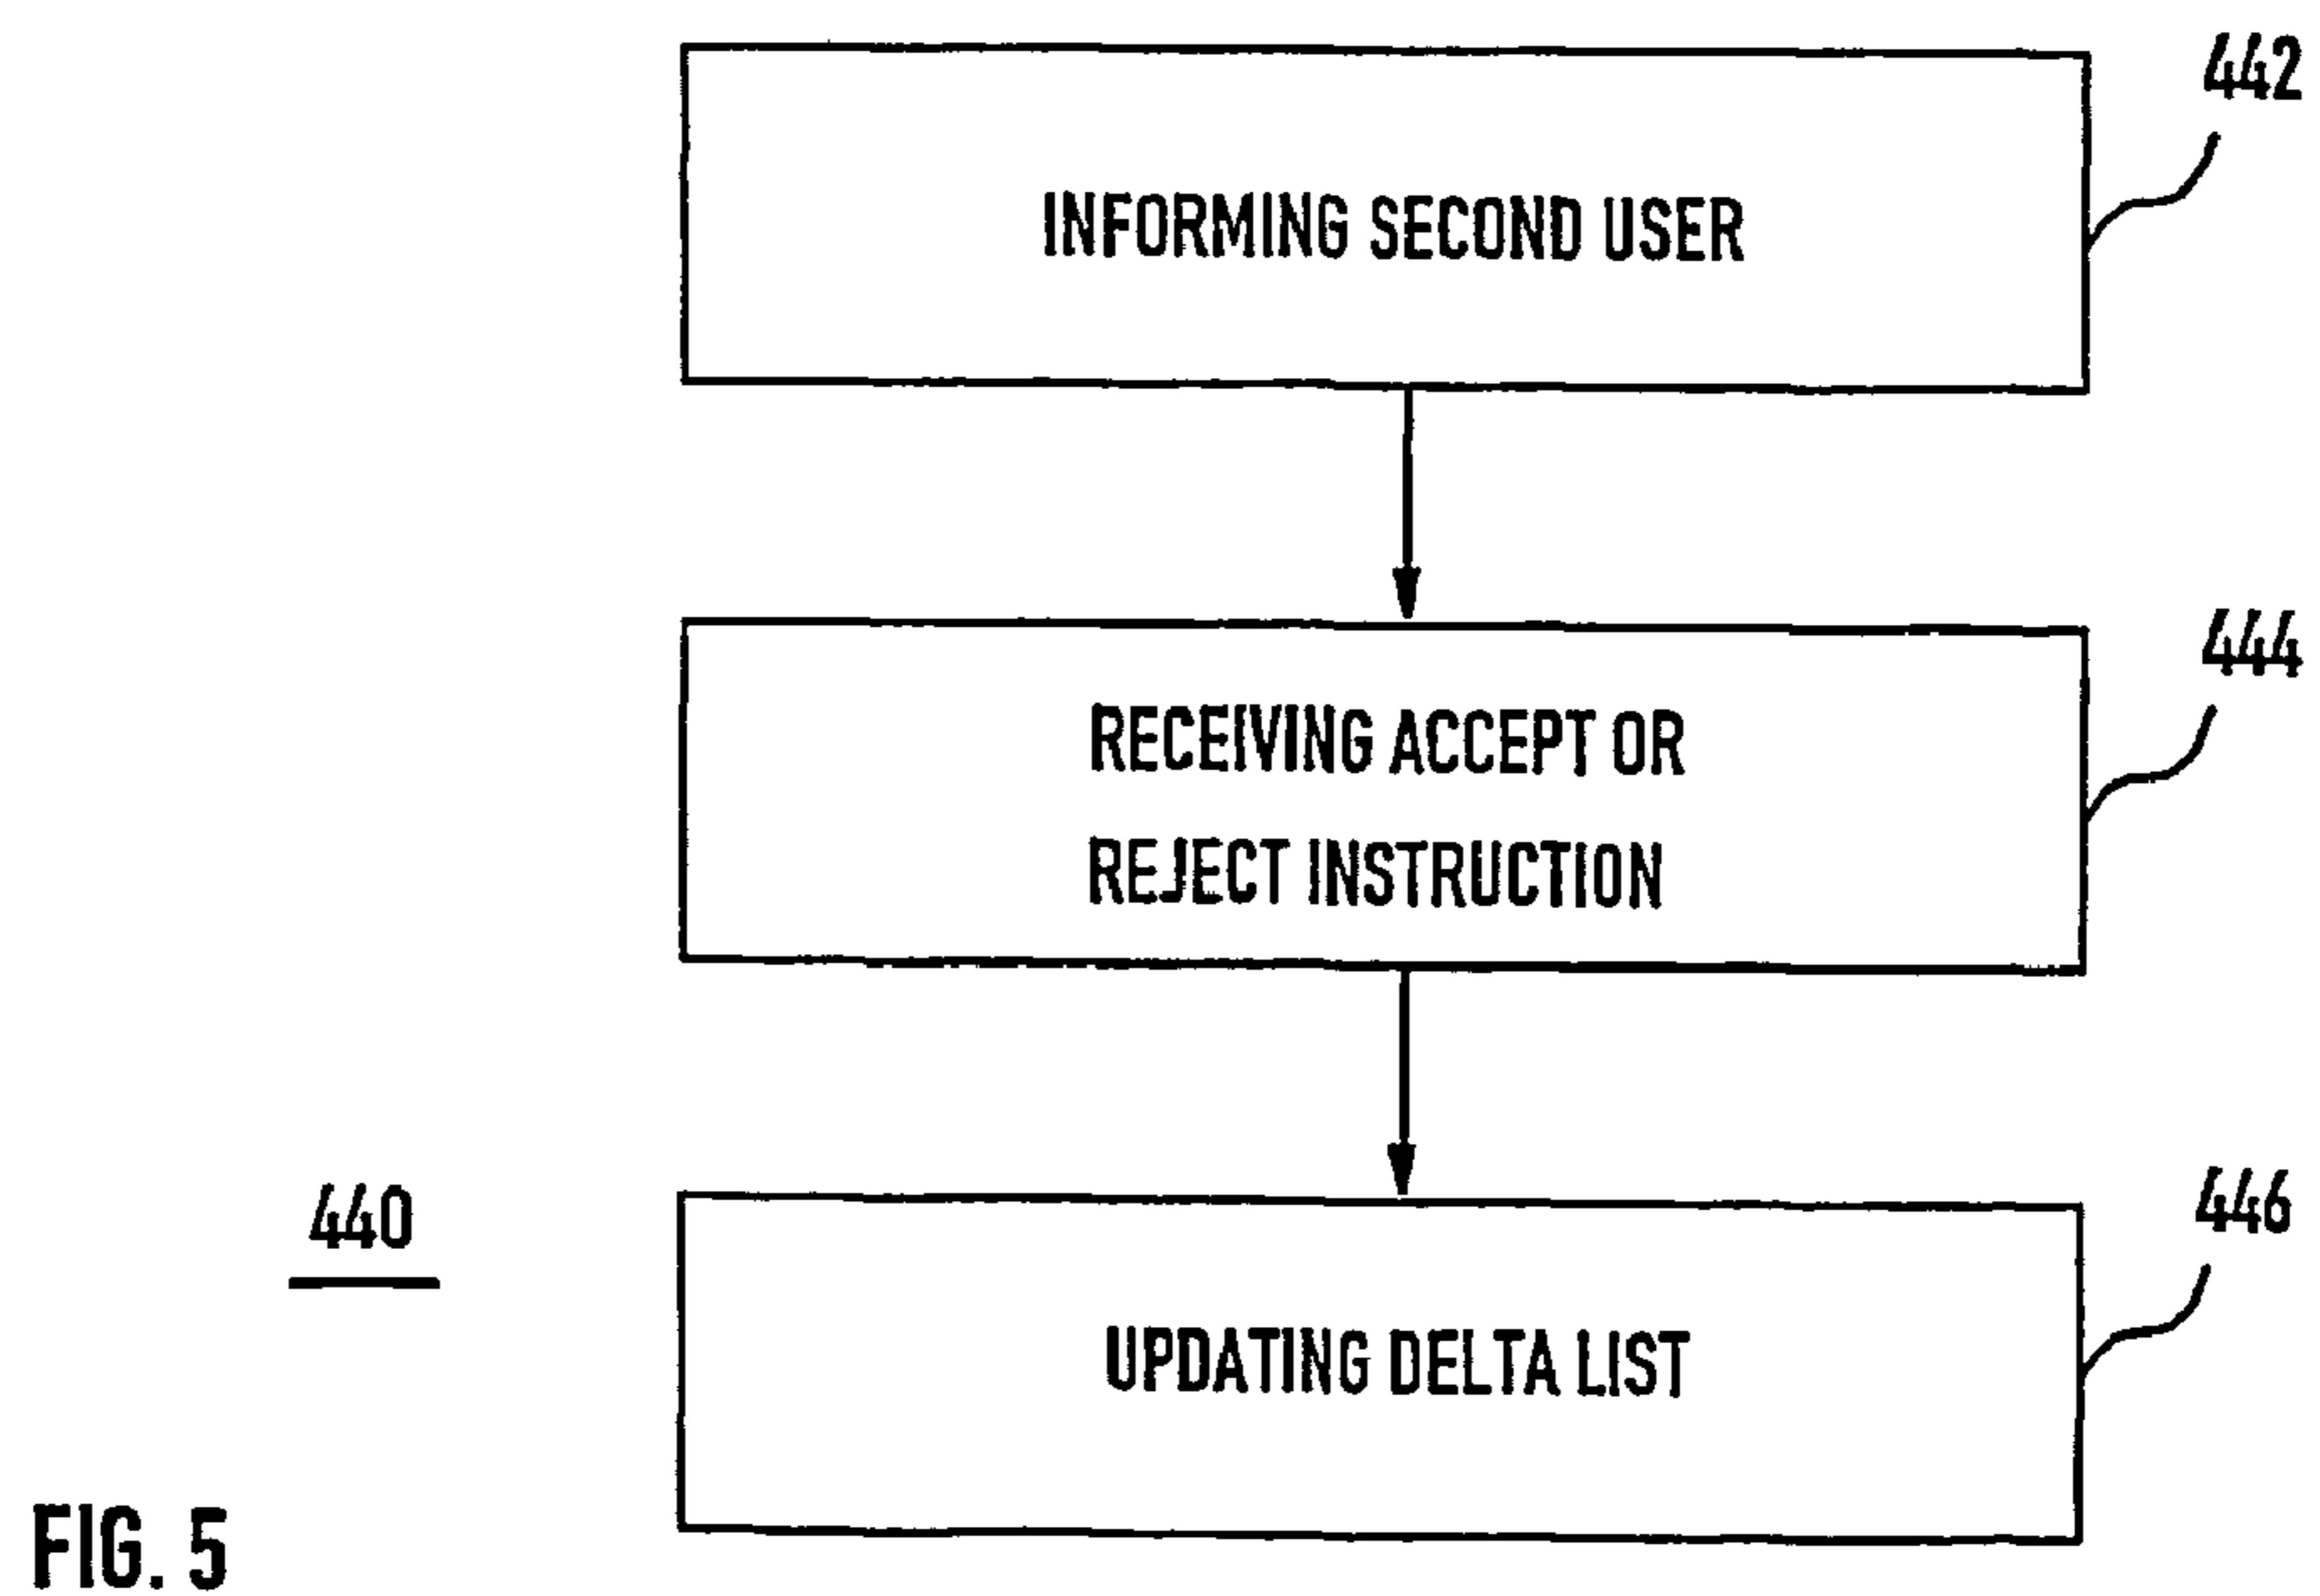 442
INFORMING SECOND USER
444
RECEIVING ACCEPT OR
REJECT INSTRUCTION
446
440
UPDATING DELTA LIST
FIG. 5